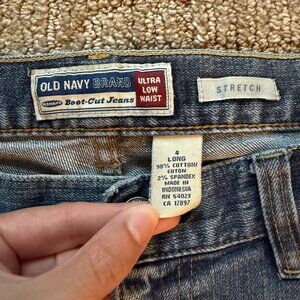 OLD NAVY BRAND
ULTRA
LOW
WAIST
Boot-Cut Jeans
STRETCH
4
LONG
98% COTTON/
COTON
2% SPANDEX
MADE IN
INDONESIA
RN 54023
CA 17897